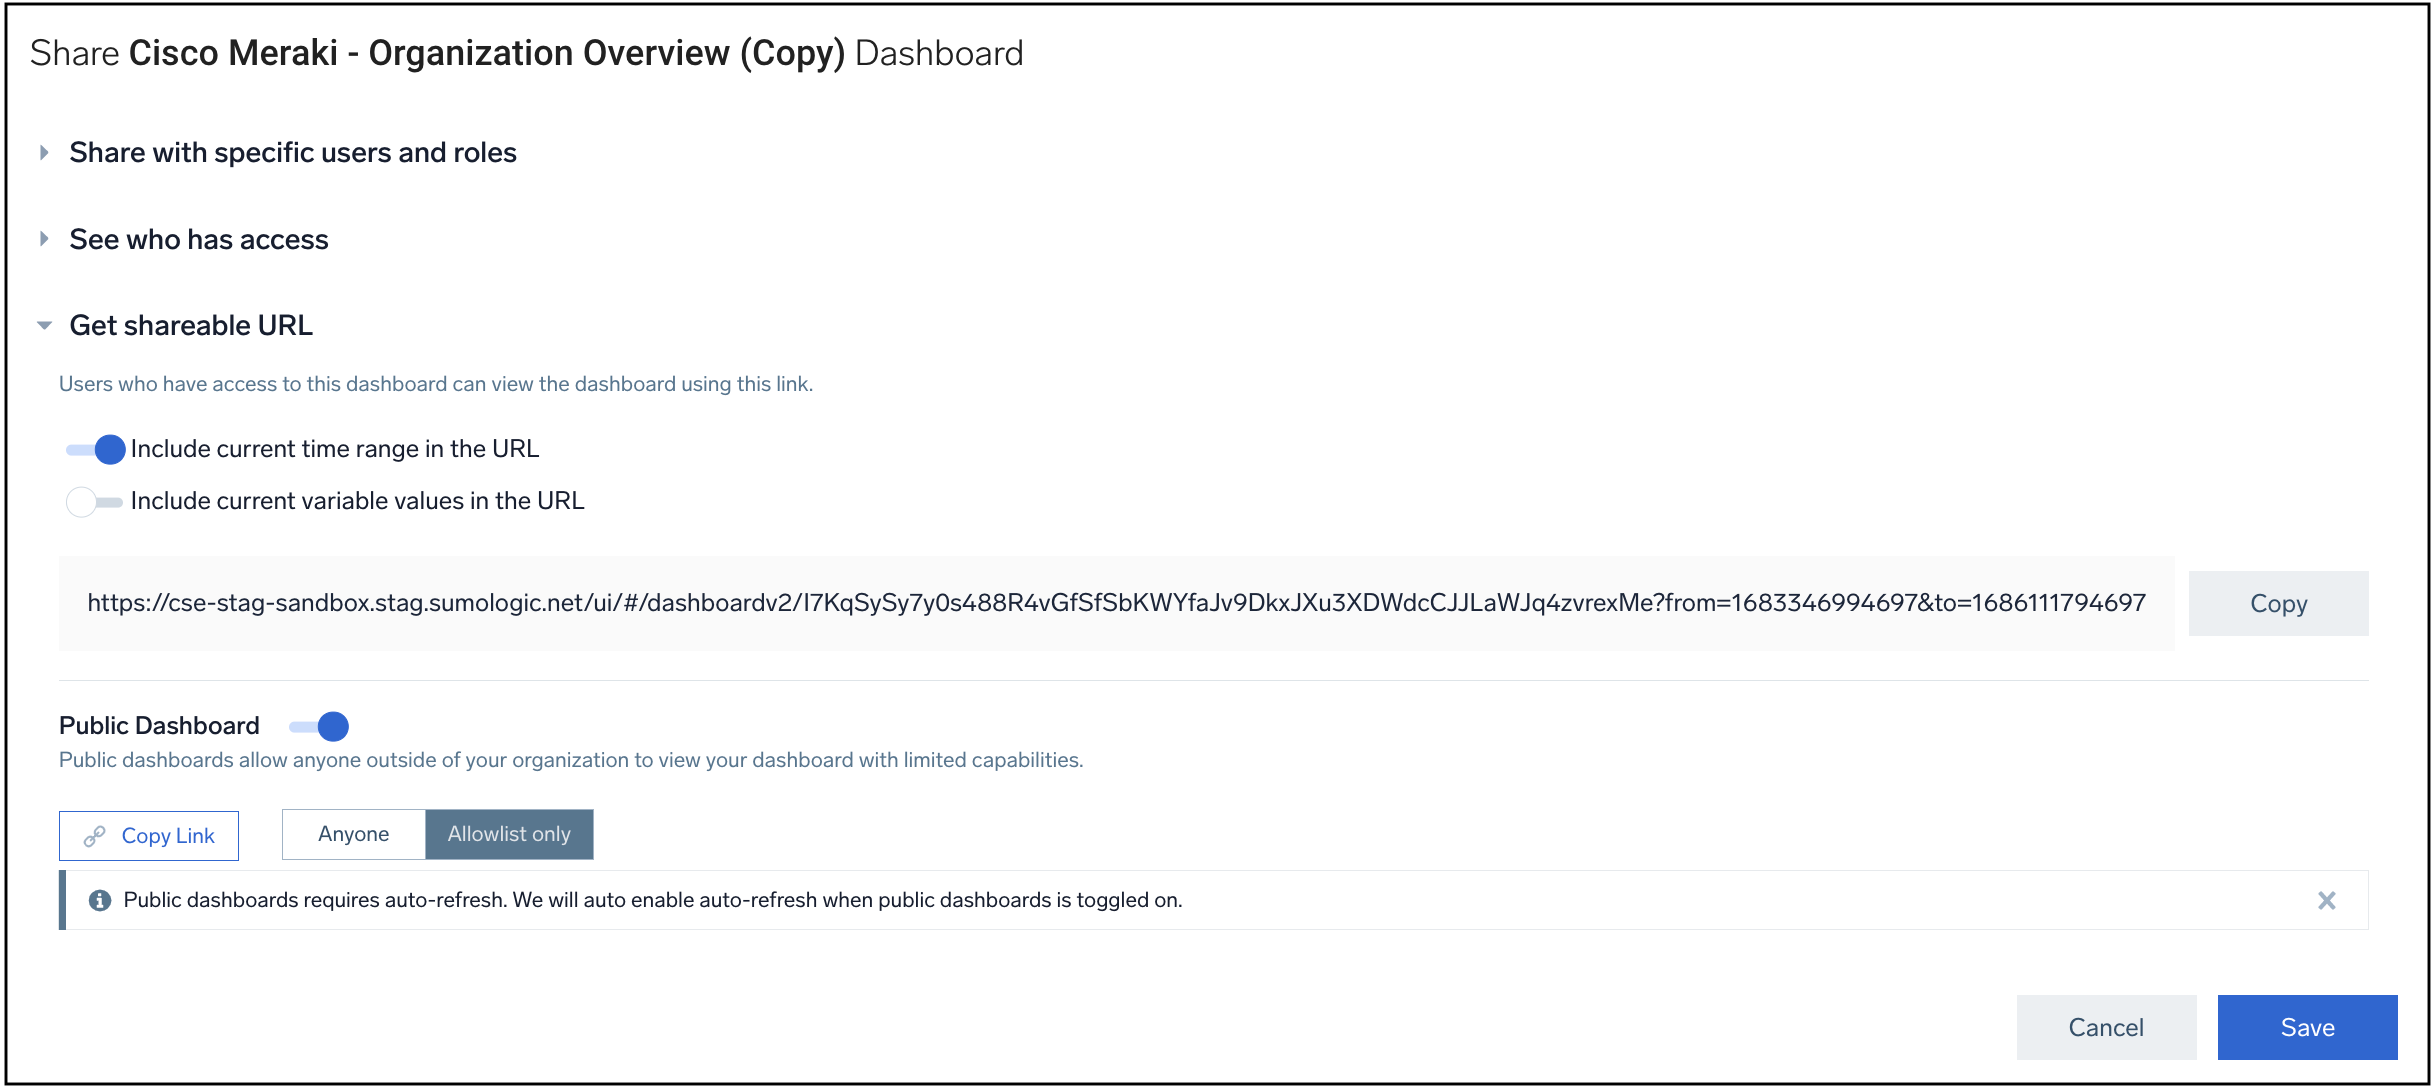 Share Cisco Meraki - Organization Overview (Copy) Dashboard
Share with specific users and roles
See who has access
Get shareable URL
Users who have access to this dashboard can view the dashboard using this link.
Include current time range in the URL
Include current variable values in the URL
https://cse-stag-sandbox.stag.sumologic.net/ui/#/dashboardv2/I7KqSySy7y0s488R4vGfSfSbKWYfaJv9DkxJXu3XDWdcCJJLaWJq4zvrexMe?from=1683346994697&to=1686111794697
Copy
Public Dashboard
Public dashboards allow anyone outside of your organization to view your dashboard with limited capabilities.
Copy Link
Anyone
Allowlist only
Public dashboards requires auto-refresh. We will auto enable auto-refresh when public dashboards is toggled on.
Cancel
Save